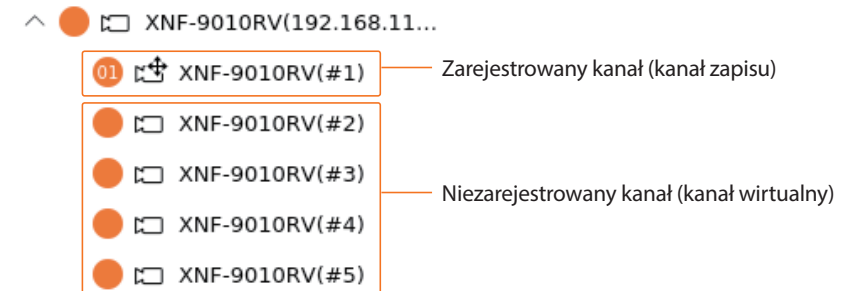 XNF-9010RV(192.168.11...
01 XNF-9010RV(#1)
Zarejestrowany kanał (kanał zapisu)
XNF-9010RV(#2)
XNF-9010RV(#3)
Niezarejestrowany kanał (kanał wirtualny)
XNF-9010RV(#4)
XNF-9010RV(#5)